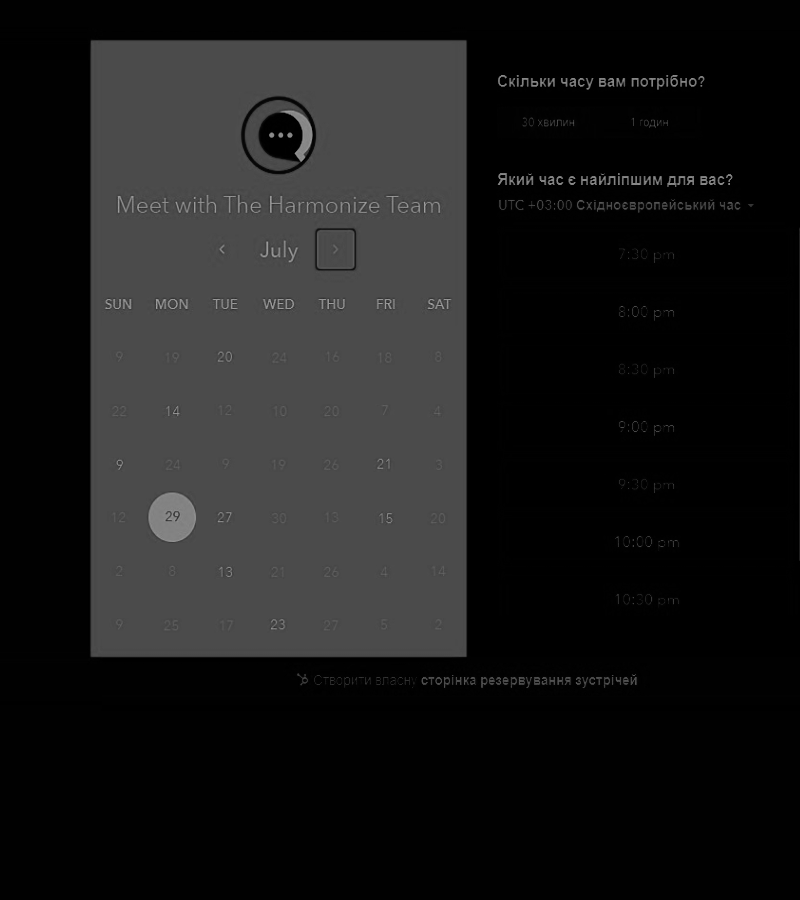 Meet with The Harmonize Team
July
SUN MON TUE WED THU FRI SAT
9 19 20 24 16 18 8
22 14 12 10 20 7 4
9 24 9 19 26 21 3
12 29 27 30 13 15 20
2 8 13 21 26 4 14
9 25 17 23 27 5 2
Скільки часу вам потрібно?
30 хвилин 1 годин
Який час є найліпшим для вас?
UTC +03:00 Східноєвропейський час
7:30 pm
8:00 pm
8:30 pm
9:00 pm
9:30 pm
10:00 pm
10:30 pm
Створити власну сторінка резервування зустрічей